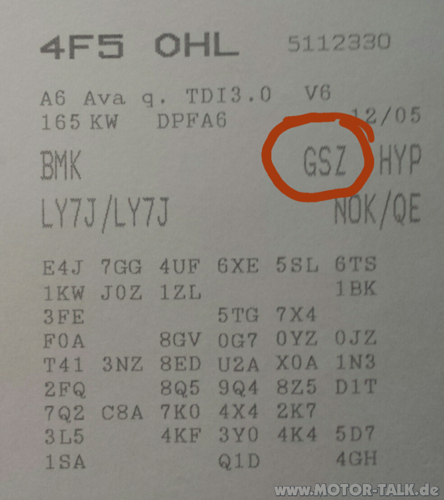 4F5 0HL 5112330
A6 Ava q. TDI3.0 V6
165 KW DPFA6 12/05
BMK GSZ HYP
LY7J/LY7J NOK/QE
E4J 7GG 4UF 6XE 5SL 6TS
1KW J0Z 1ZL 1BK
3FE 5TG 7X4
F0A 8GV 0G7 0YZ 0JZ
T41 3NZ 8ED U2A X0A 1N3
2FQ 8Q5 9Q4 8Z5 D1T
7Q2 C8A 7K0 4X4 2K7
3L5 4KF 3Y0 4K4 5D7
1SA Q1D 4GH
www.MOTOR-TALK.de